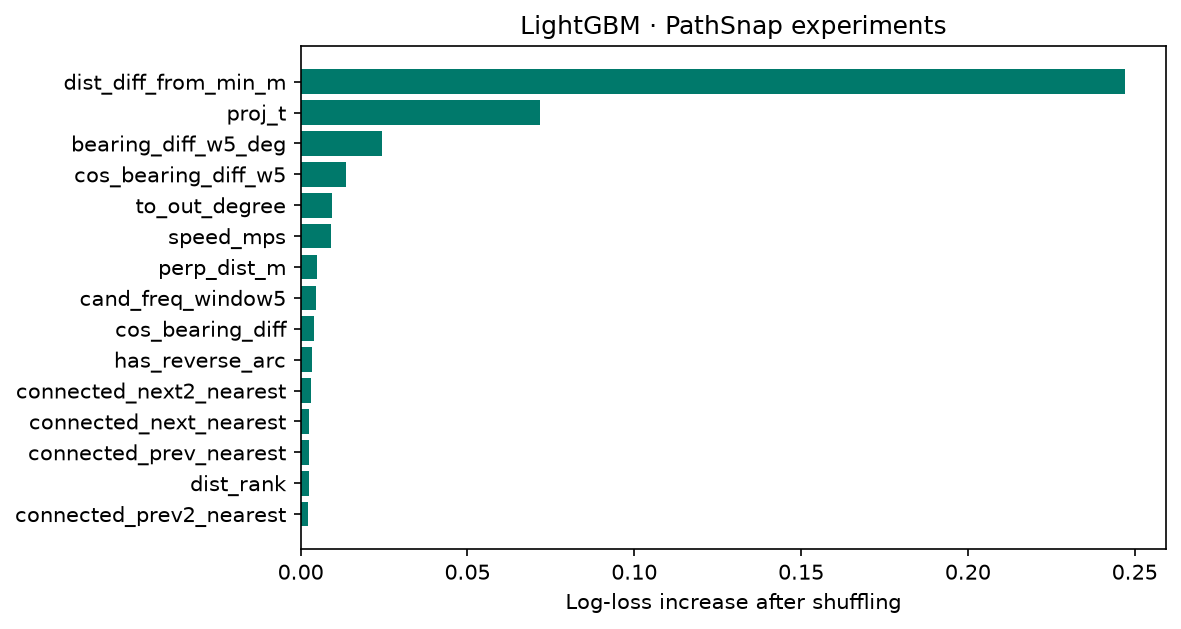 LightGBM · PathSnap experiments
dist_diff_from_min_m
proj_t
bearing_diff_w5_deg
cos_bearing_diff_w5
to_out_degree
speed_mps
perp_dist_m
cand_freq_window5
cos_bearing_diff
has_reverse_arc
connected_next2_nearest
connected_next_nearest
connected_prev_nearest
dist_rank
connected_prev2_nearest
0.00 0.05 0.10 0.15 0.20 0.25
Log-loss increase after shuffling